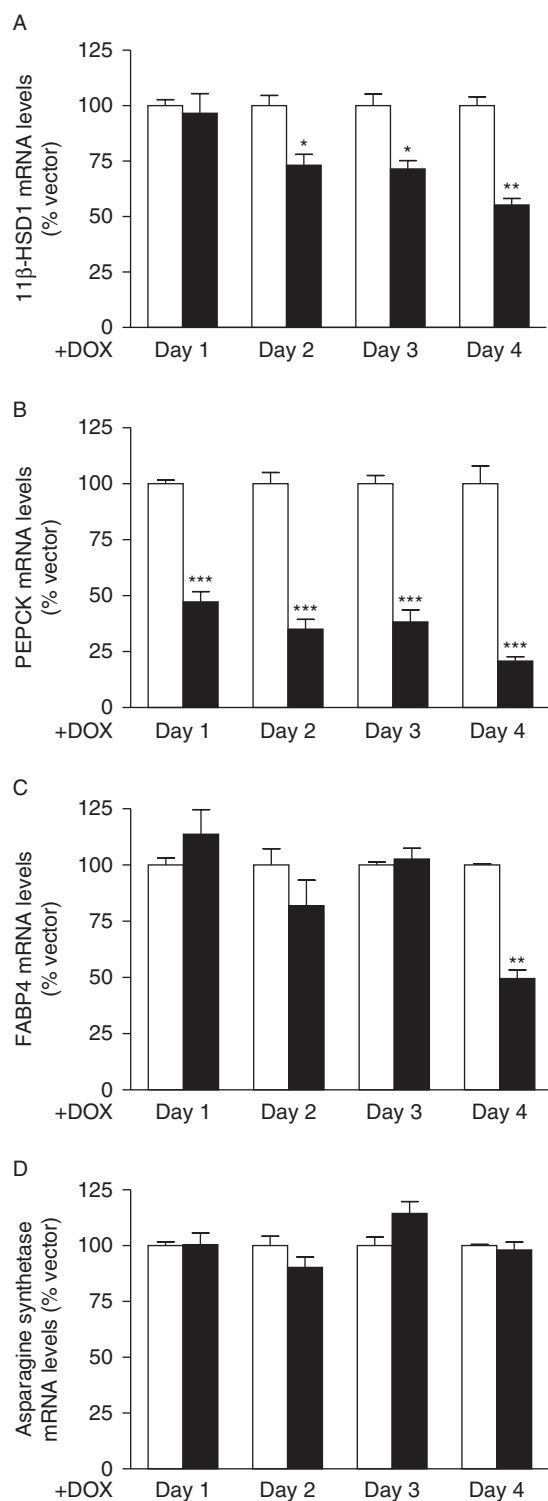 A
11β-HSD1 mRNA levels
(% vector)
125
100
75
50
25
0
*
*
**
+DOX Day 1 Day 2 Day 3 Day 4
B
PEPCK mRNA levels
(% vector)
125
100
75
50
25
0
***
***
***
***
+DOX Day 1 Day 2 Day 3 Day 4
C
FABP4 mRNA levels
(% vector)
125
100
75
50
25
0
**
+DOX Day 1 Day 2 Day 3 Day 4
D
Asparagine synthetase
mRNA levels (% vector)
125
100
75
50
25
0
+DOX Day 1 Day 2 Day 3 Day 4